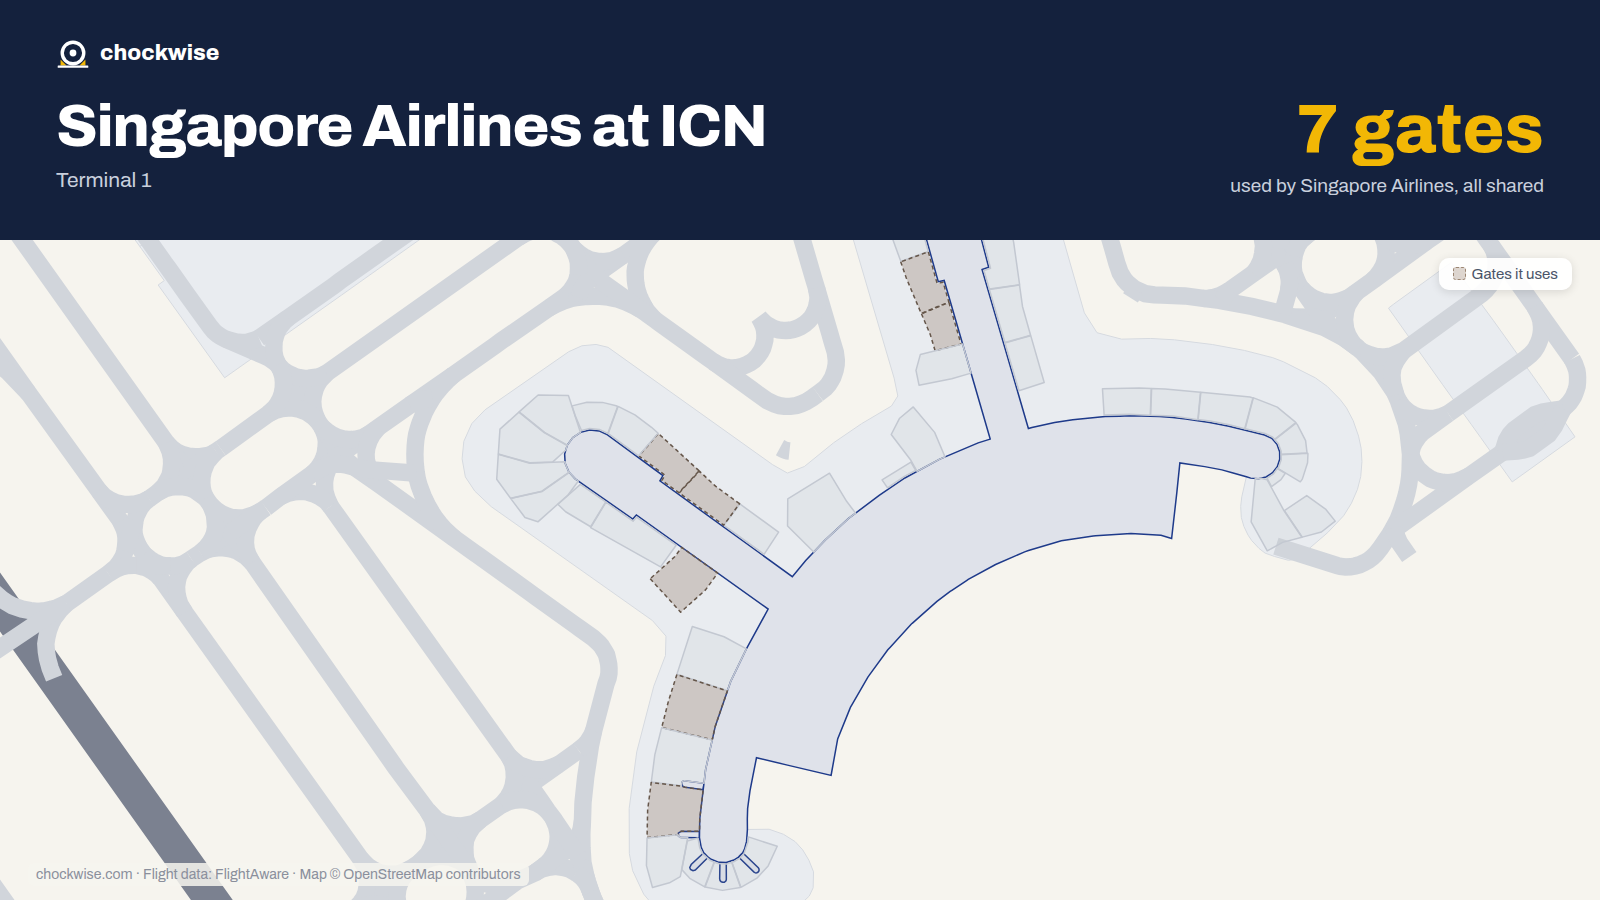 chockwise
Singapore Airlines at ICN
Terminal 1
7 gates
used by Singapore Airlines, all shared
Gates it uses
chockwise.com · Flight data: FlightAware · Map © OpenStreetMap contributors